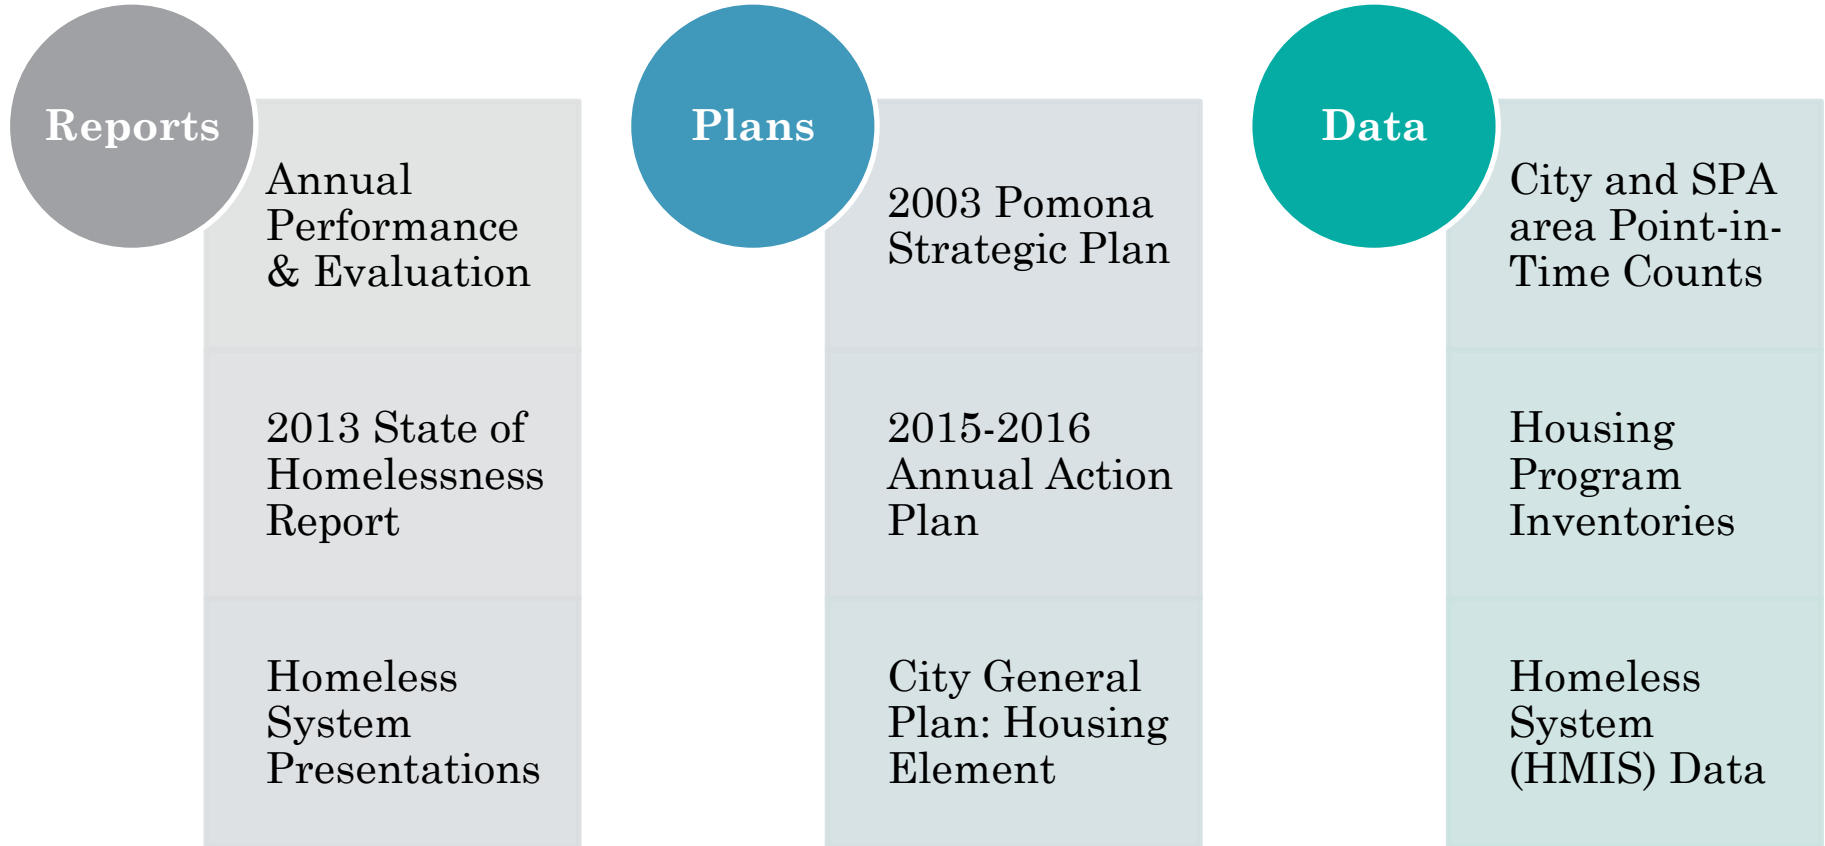 Reports
Annual
Performance
& Evaluation
2013 State of
Homelessness
Report
Homeless
System
Presentations
Plans
2003 Pomona
Strategic Plan
2015-2016
Annual Action
Plan
City General
Plan: Housing
Element
Data
City and SPA
area Point-in-
Time Counts
Housing
Program
Inventories
Homeless
System
(HMIS) Data